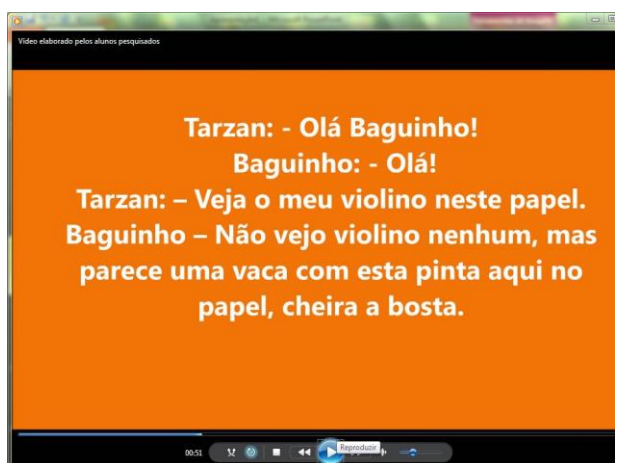 Vídeo elaborado pelos alunos pesquisados
Tarzan: - Olá Baguinho!
Baguinho: - Olá!
Tarzan: – Veja o meu violino neste papel.
Baguinho – Não vejo violino nenhum, mas
parece uma vaca com esta pinta aqui no
papel, cheira a bosta.
00:51
Reproduzir